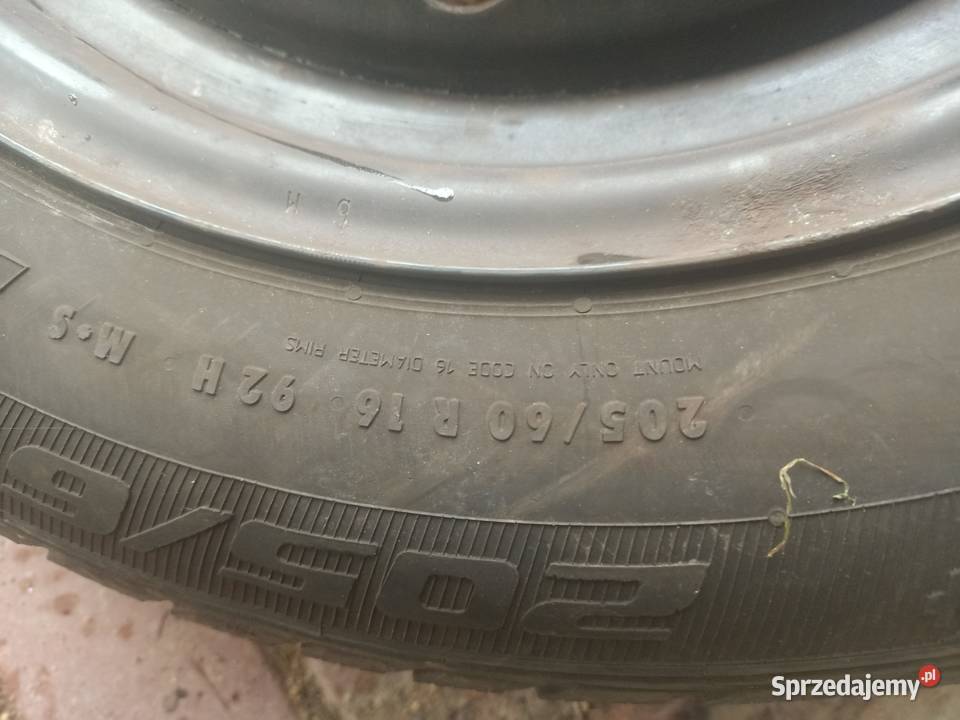 205/60 R 16 92 H M+S
MOUNT ONLY ON CODE 16 DIAMETER RIMS
205/6
Sprzedajemy.pl